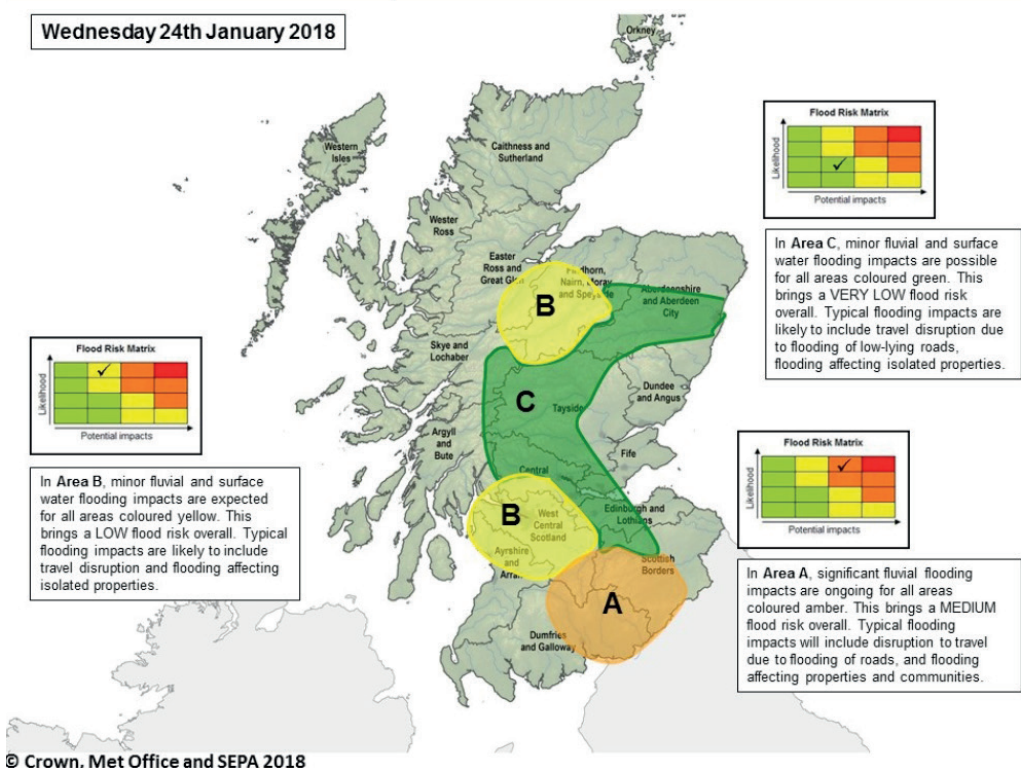 Wednesday 24th January 2018
Orkney
Western
Isles
Caithness and
Sutherland
Wester
Ross
Easter
Ross and
Great Glen
Findhorn,
Nairn, Moray
and Speyside
Aberdeenshire
and Aberdeen
City
B
Skye and
Lochaber
C
Tayside
Dundee
and Angus
Argyll
and
Bute
Central
Fife
B
West
Central
Scotland
Edinburgh and
Lothians
Ayrshire
and
Arran
Scottish
Borders
A
Dumfries
and Galloway
Flood Risk Matrix
Likelihood
Potential impacts
In Area C, minor fluvial and surface
water flooding impacts are possible
for all areas coloured green. This
brings a VERY LOW flood risk
overall. Typical flooding impacts are
likely to include travel disruption due
to flooding of low-lying roads,
flooding affecting isolated properties.
Flood Risk Matrix
Likelihood
Potential impacts
In Area B, minor fluvial and surface
water flooding impacts are expected
for all areas coloured yellow. This
brings a LOW flood risk overall. Typical
flooding impacts are likely to include
travel disruption and flooding affecting
isolated properties.
Flood Risk Matrix
Likelihood
Potential impacts
In Area A, significant fluvial flooding
impacts are ongoing for all areas
coloured amber. This brings a MEDIUM
flood risk overall. Typical flooding
impacts will include disruption to travel
due to flooding of roads, and flooding
affecting properties and communities.
© Crown, Met Office and SEPA 2018